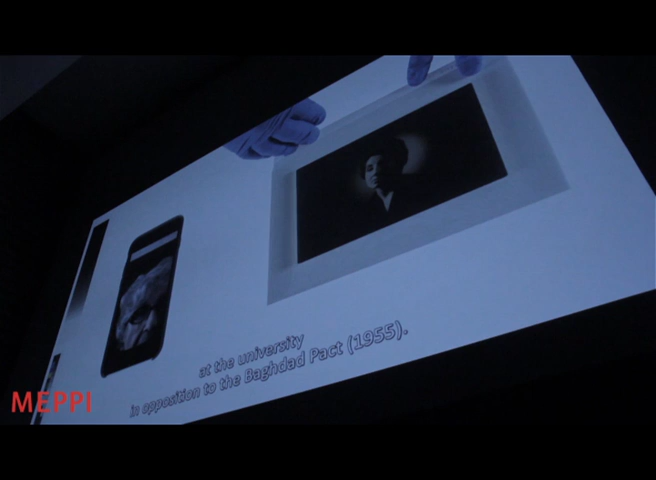 at the university
in opposition to the Baghdad Pact (1955).
MEPPI